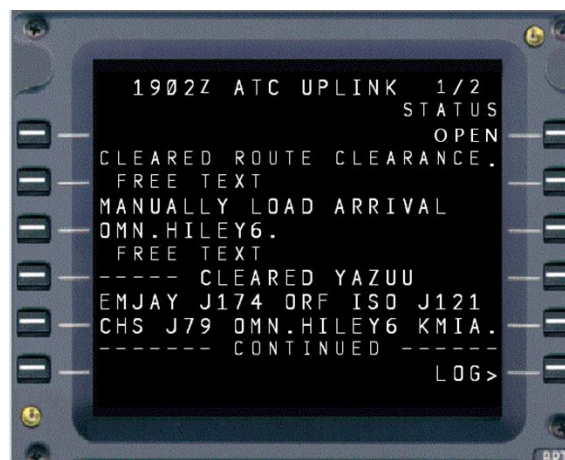 1902Z ATC UPLINK 1/2
STATUS
OPEN
CLEARED ROUTE CLEARANCE.
FREE TEXT
MANUALLY LOAD ARRIVAL
OMN.HILEY6.
FREE TEXT
----- CLEARED YAZUU
EMJAY J174 ORF ISO J121
CHS J79 OMN.HILEY6 KMIA.
------- CONTINUED ------
LOG>